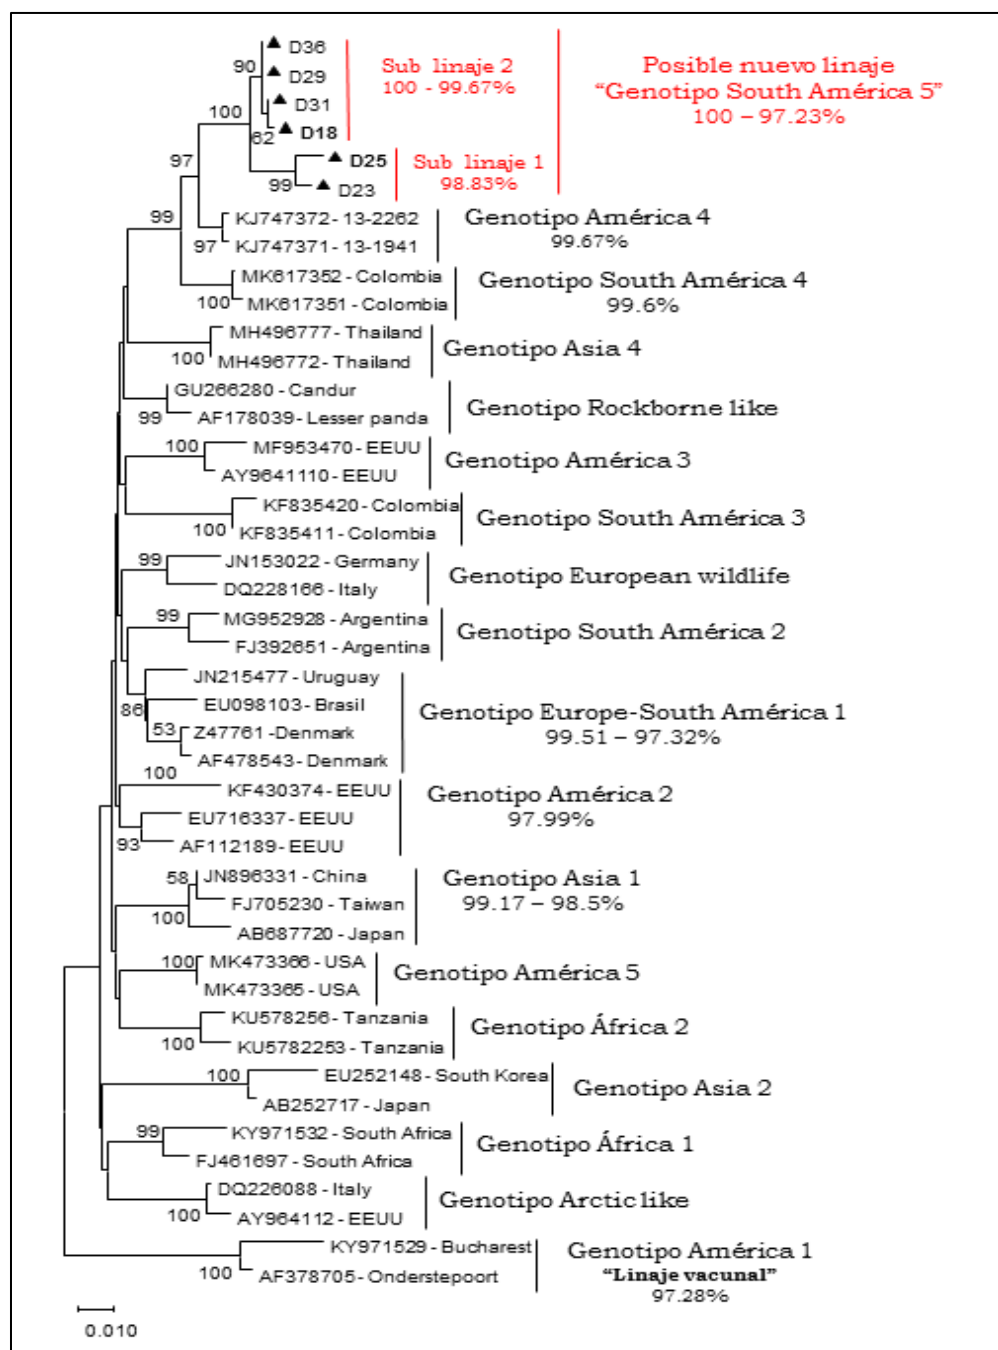 D36
90
D29
Sub linaje 2
100 - 99.67%
Posible nuevo linaje
“Genotipo South América 5”
100 – 97.23%
D31
100
62
D18
97
D25
Sub linaje 1
98.83%
99
D23
99
KJ747372- 13-2262
Genotipo América 4
99.67%
97
KJ747371- 13-1941
MK617352 - Colombia
Genotipo South América 4
99.6%
100
MK617351 - Colombia
MH496777- Thailand
Genotipo Asia 4
100
MH496772- Thailand
GU266280 - Candur
Genotipo Rockborne like
99
AF178039- Lesser panda
100
MF953470 - EEUU
Genotipo América 3
AY9641110 - EEUU
KF835420 - Colombia
Genotipo South América 3
100
KF835411 - Colombia
99
JN153022 - Germany
Genotipo European wildlife
DQ228166 - Italy
99
MG952928 - Argentina
Genotipo South América 2
FJ392651 - Argentina
JN215477 - Uruguay
86
EU098103 - Brasil
Genotipo Europe-South América 1
99.51 – 97.32%
53
Z47761 -Denmark
AF478543 - Denmark
100
KF430374 - EEUU
Genotipo América 2
97.99%
EU716337 - EEUU
93
AF112189 - EEUU
58
JN896331 - China
Genotipo Asia 1
99.17 – 98.5%
FJ705230 - Taiwan
100
AB687720 - Japan
100
MK473366 - USA
Genotipo América 5
MK473365 - USA
KU578256 - Tanzania
Genotipo África 2
100
KU5782253 - Tanzania
100
EU252148 - South Korea
Genotipo Asia 2
AB252717 - Japan
99
KY971532 - South Africa
Genotipo África 1
FJ461697 - South Africa
DQ226088 - Italy
Genotipo Arctic like
100
AY964112 - EEUU
KY971529 - Bucharest
Genotipo América 1
“Linaje vacunal”
97.28%
100
AF378705 - Onderstepoort
0.010